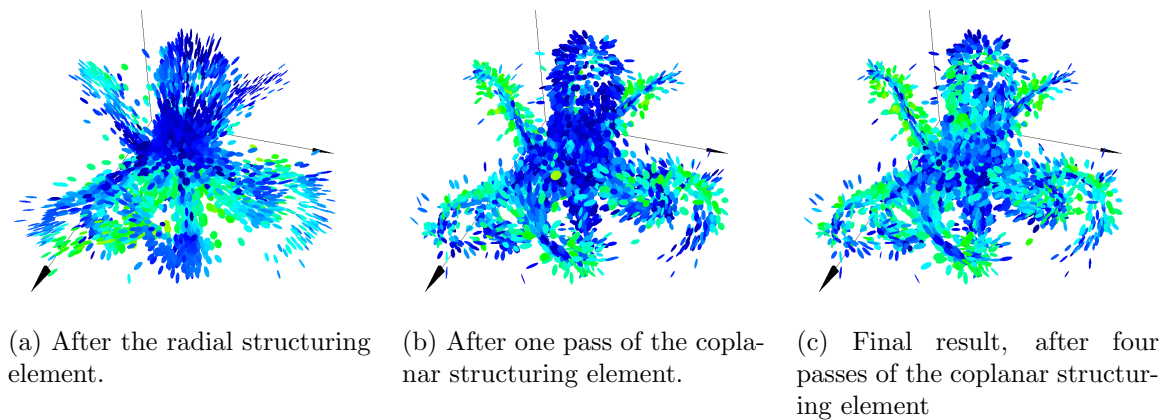 (a) After the radial structuring
element.
(b) After one pass of the copla-
nar structuring element.
(c) Final result, after four
passes of the coplanar structur-
ing element